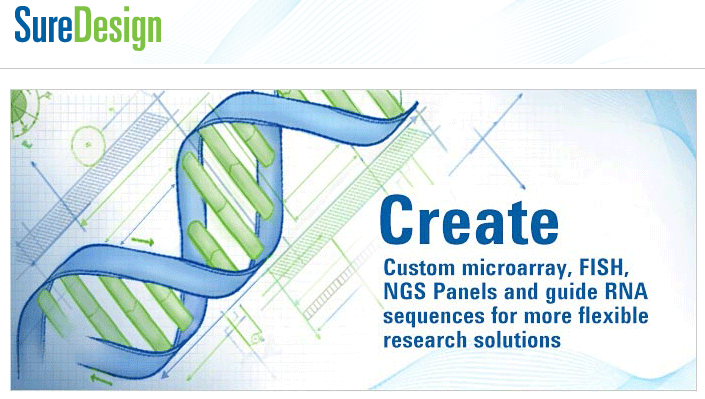 SureDesign
Create
Custom microarray, FISH,
NGS Panels and guide RNA
sequences for more flexible
research solutions